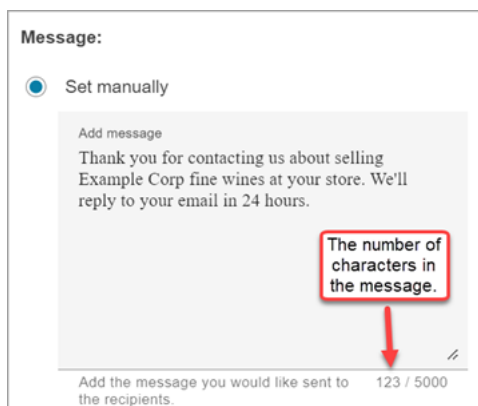 Message:
Set manually
Add message
Thank you for contacting us about selling
Example Corp fine wines at your store. We'll
reply to your email in 24 hours.
The number of
characters in
the message.
Add the message you would like sent to
the recipients.
123 / 5000